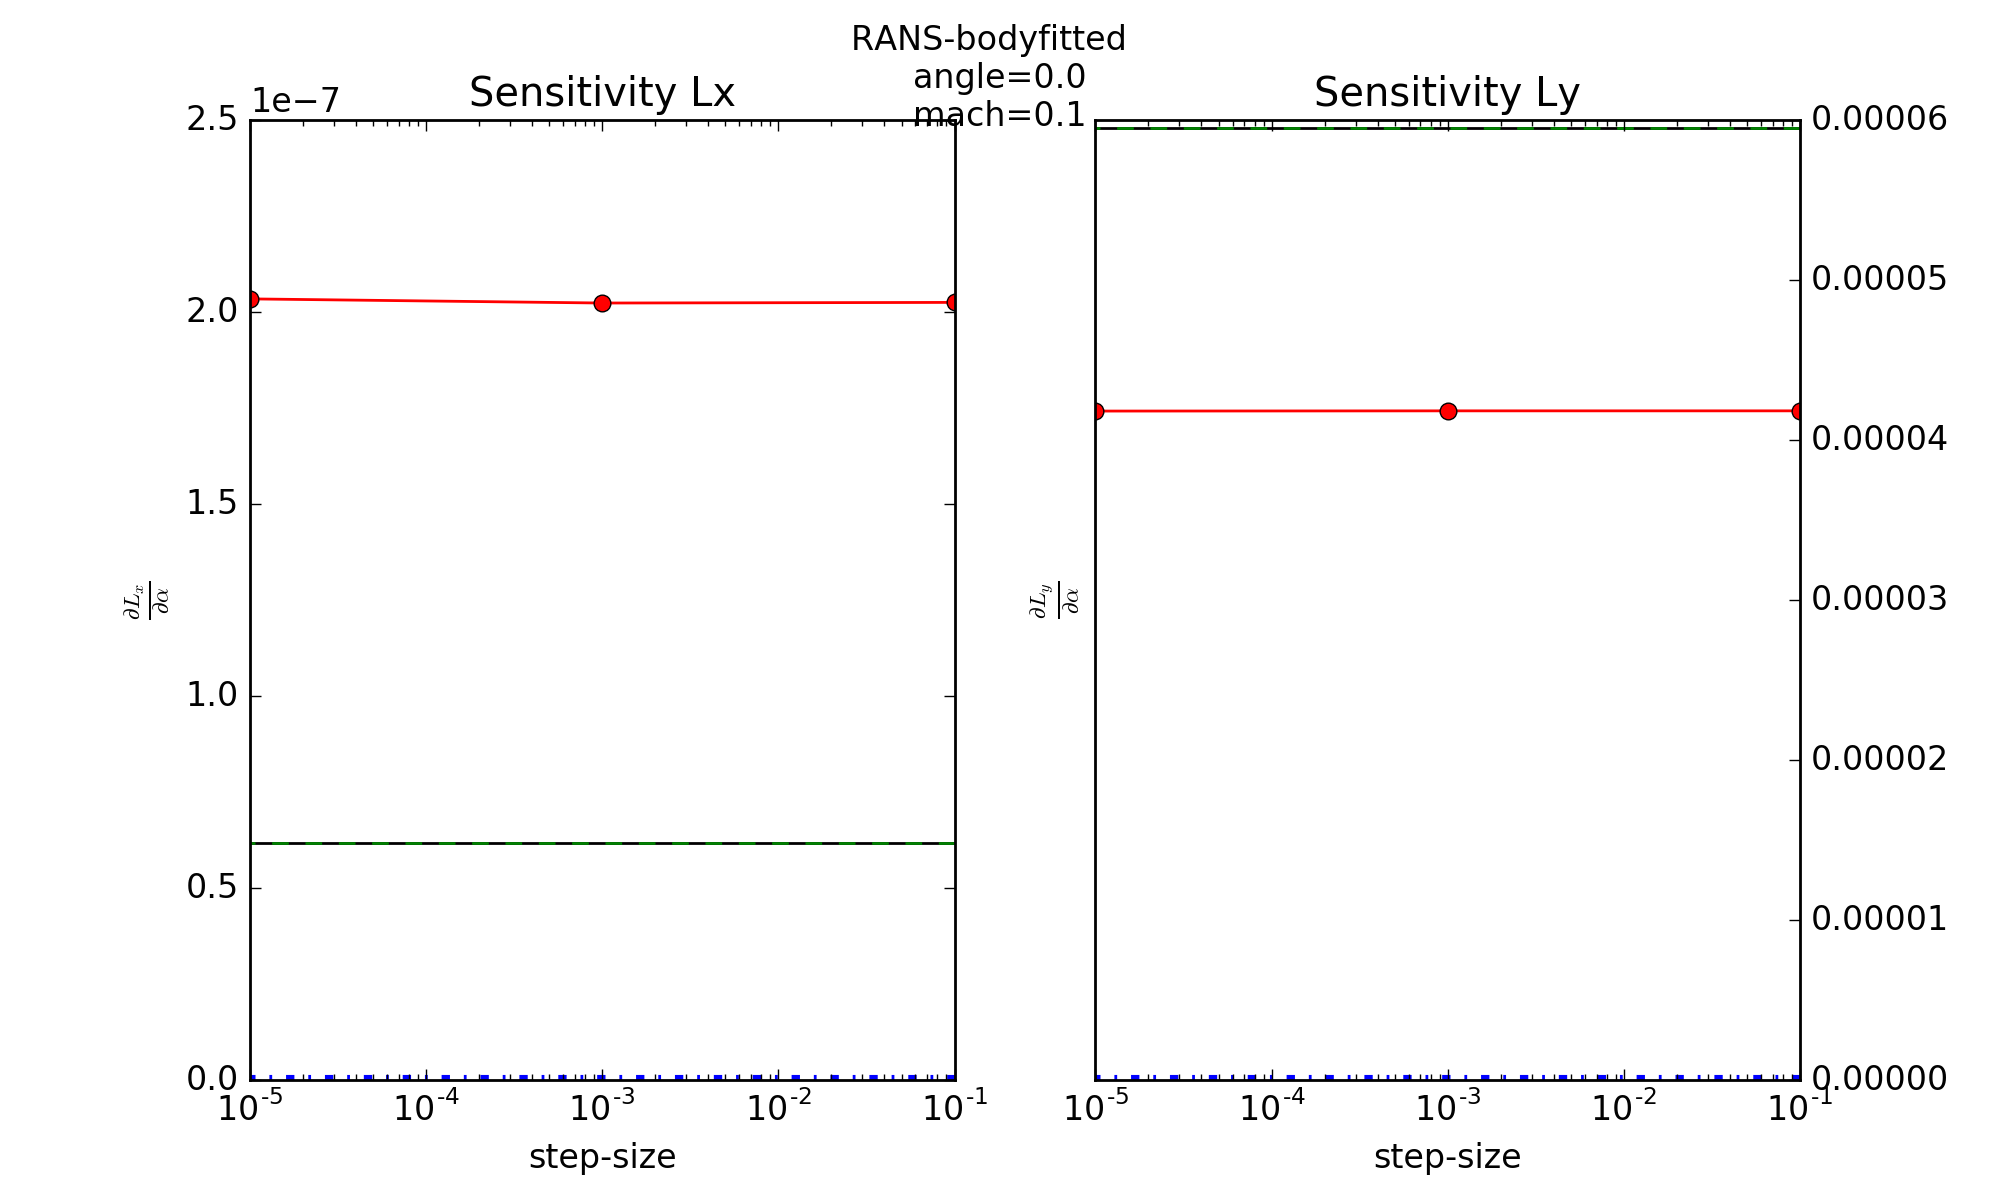 RANS-bodyfitted
angle=0.0
mach=0.1
Sensitivity Lx
1e−7
2.5
2.0
1.5
1.0
0.5
0.0
∂Lₓ/∂α
10⁻⁵ 10⁻⁴ 10⁻³ 10⁻² 10⁻¹
step-size
Sensitivity Ly
∂L_y/∂α
0.00006
0.00005
0.00004
0.00003
0.00002
0.00001
0.00000
10⁻⁵ 10⁻⁴ 10⁻³ 10⁻² 10⁻¹
step-size